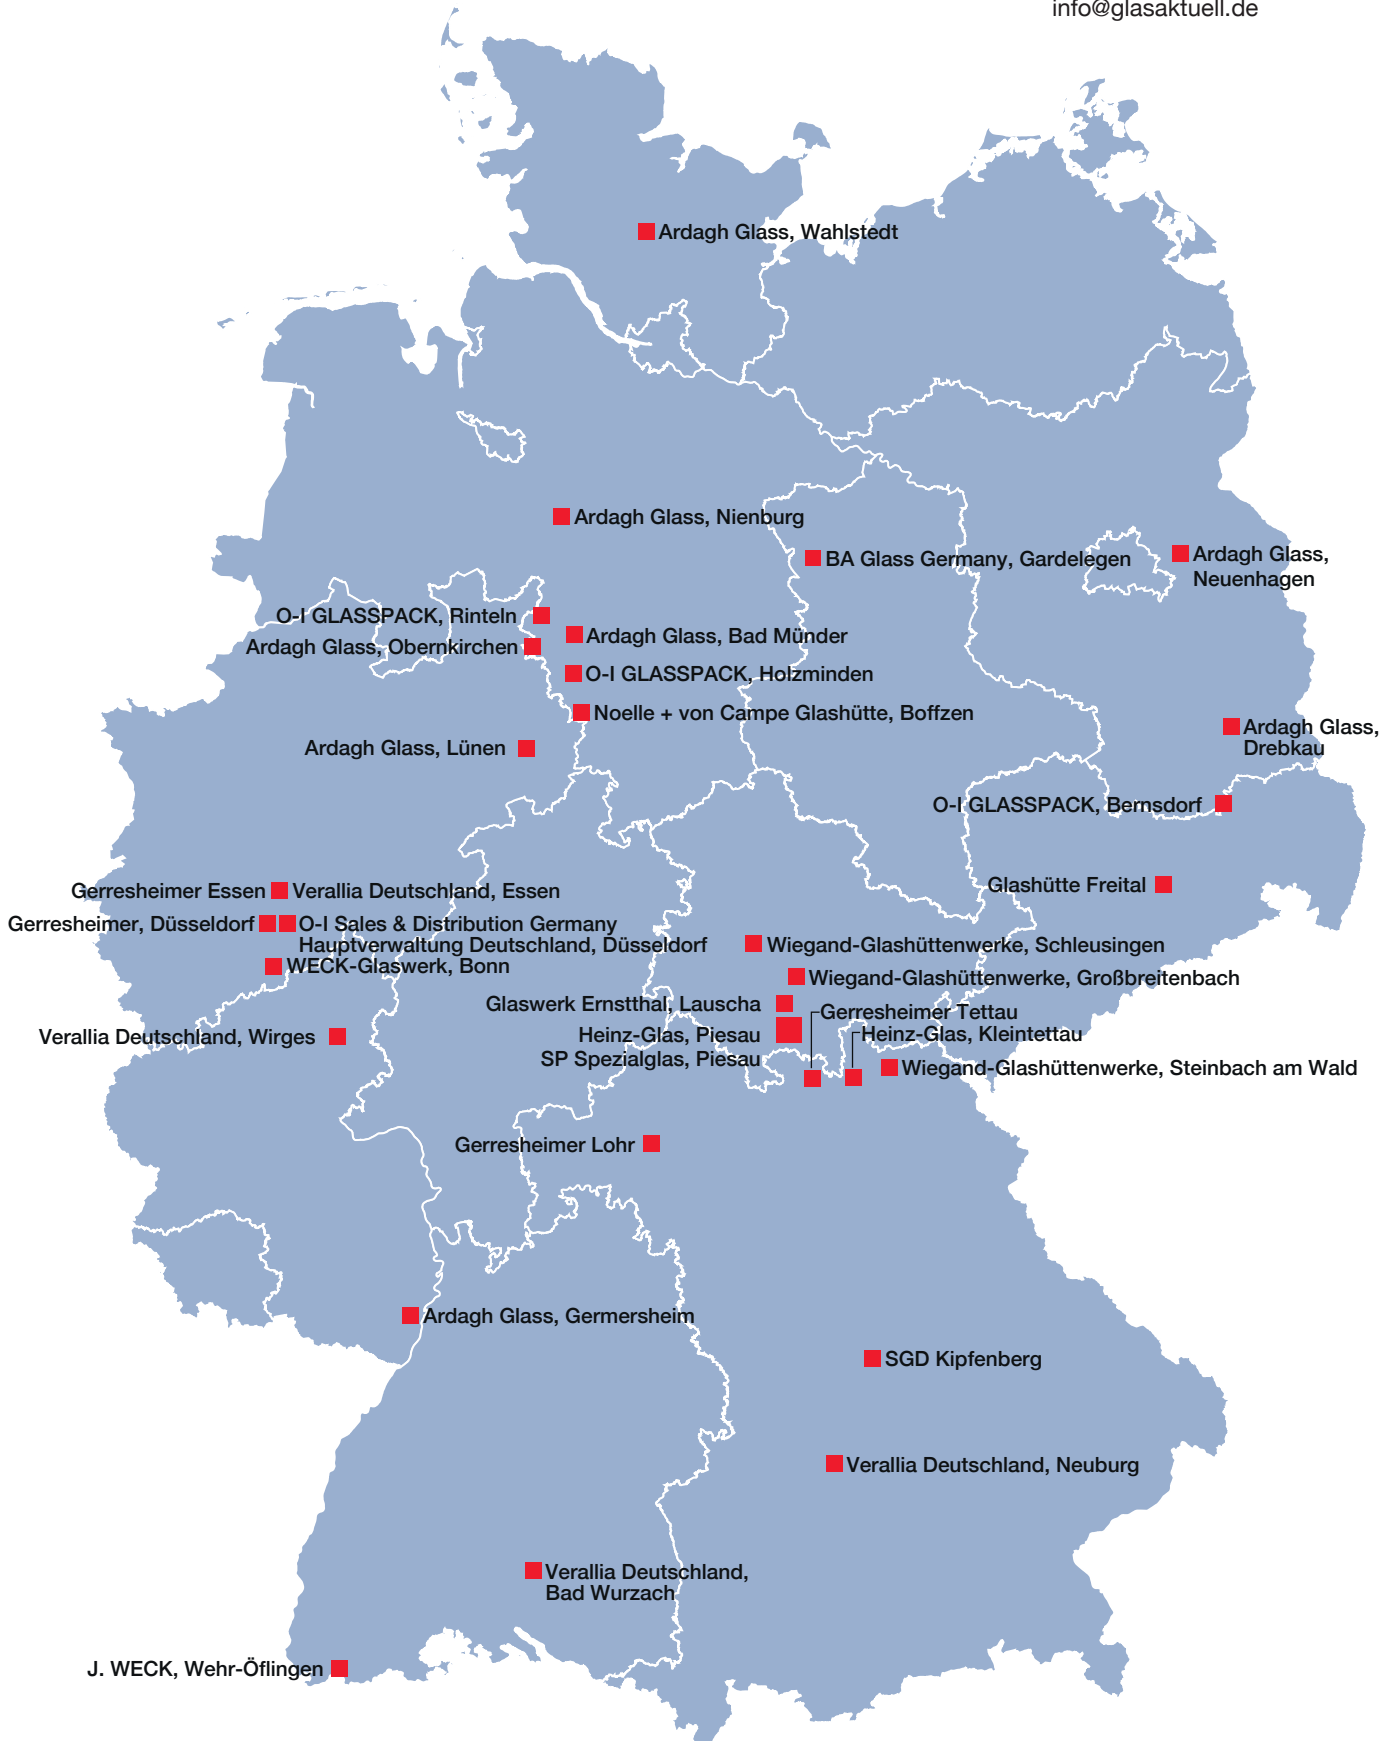 info@glasaktuell.de
Ardagh Glass, Wahlstedt
Ardagh Glass, Nienburg
BA Glass Germany, Gardelegen
Ardagh Glass,
Neuenhagen
O-I GLASSPACK, Rinteln
Ardagh Glass, Bad Münder
Ardagh Glass, Obernkirchen
O-I GLASSPACK, Holzminden
Noelle + von Campe Glashütte, Boffzen
Ardagh Glass,
Drebkau
Ardagh Glass, Lünen
O-I GLASSPACK, Bernsdorf
Gerresheimer Essen
Verallia Deutschland, Essen
Glashütte Freital
Gerresheimer, Düsseldorf
O-I Sales & Distribution Germany
Hauptverwaltung Deutschland, Düsseldorf
Wiegand-Glashüttenwerke, Schleusingen
WECK-Glaswerk, Bonn
Wiegand-Glashüttenwerke, Großbreitenbach
Glaswerk Ernstthal, Lauscha
Gerresheimer Tettau
Heinz-Glas, Piesau
SP Spezialglas, Piesau
Heinz-Glas, Kleintettau
Verallia Deutschland, Wirges
Wiegand-Glashüttenwerke, Steinbach am Wald
Gerresheimer Lohr
Ardagh Glass, Germersheim
SGD Kipfenberg
Verallia Deutschland, Neuburg
Verallia Deutschland,
Bad Wurzach
J. WECK, Wehr-Öflingen